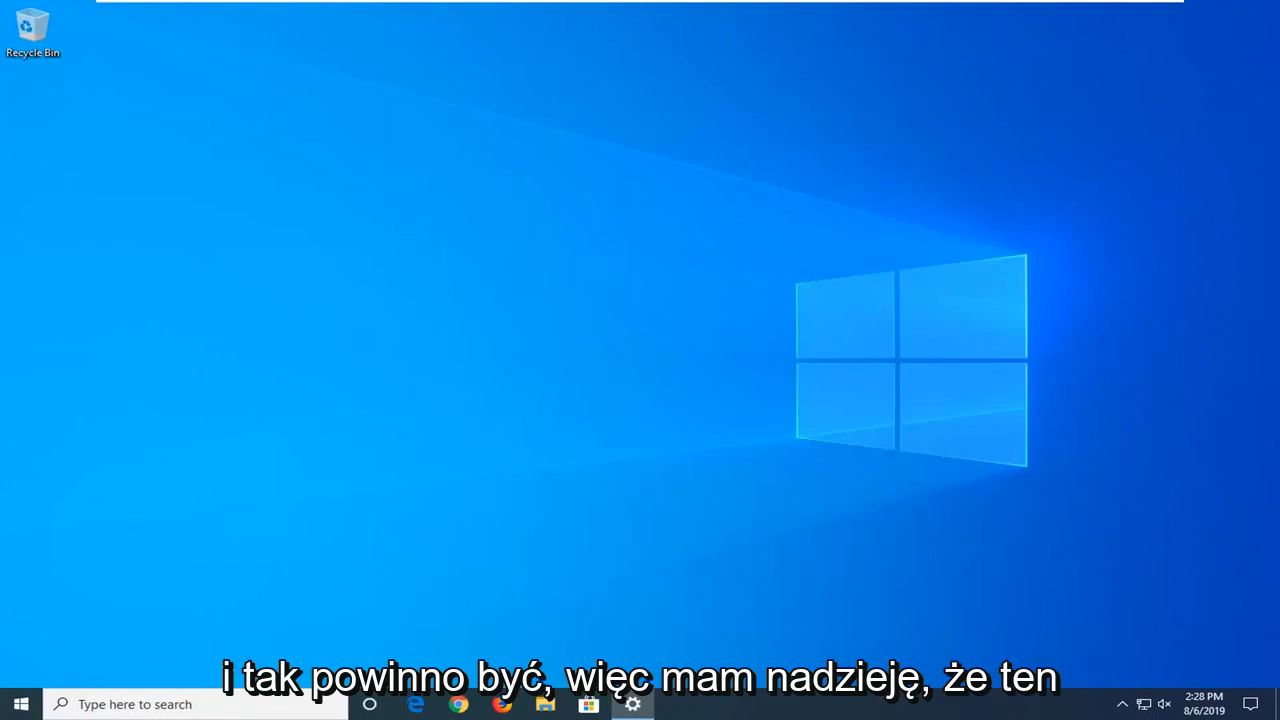 Recycle Bin
i tak powinno być, więc mam nadzieję, że ten
Type here to search
2:28 PM
8/6/2019